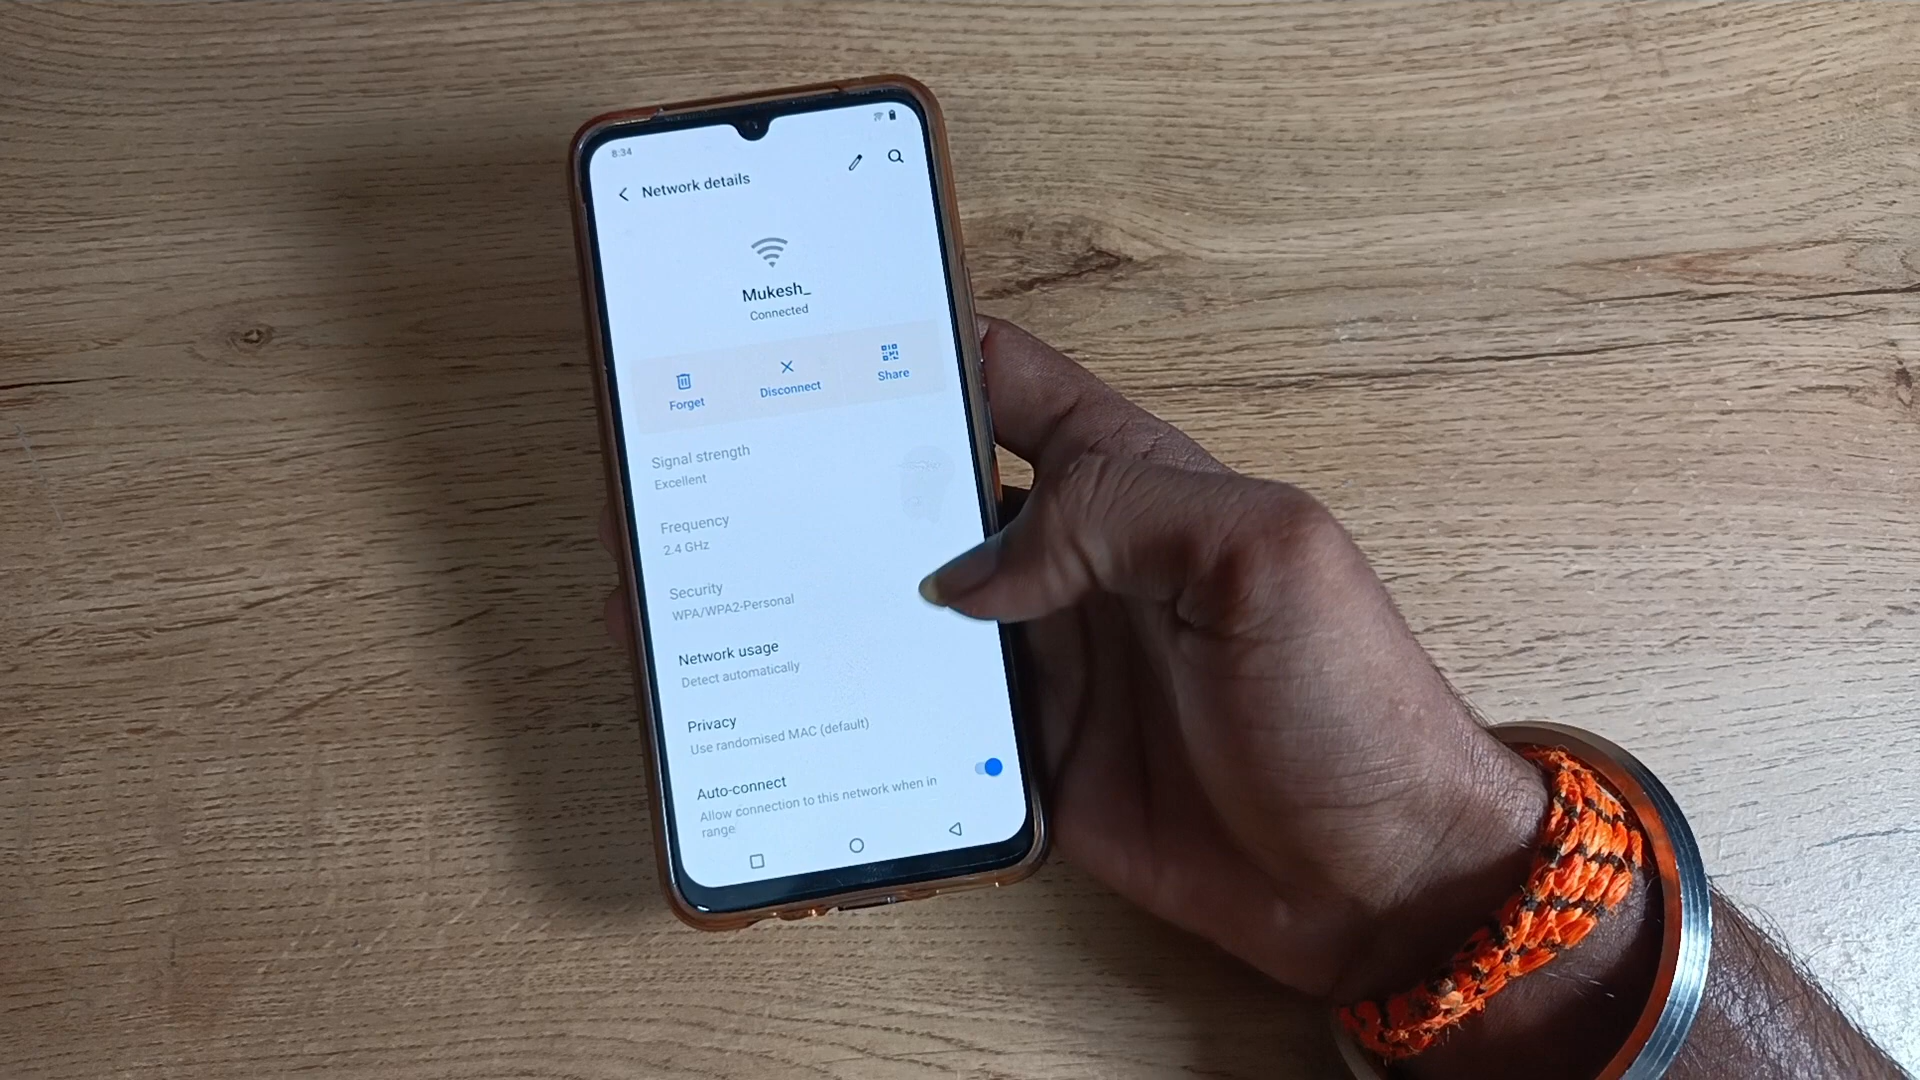 8:34
Network details
Mukesh_
Connected
Forget
Disconnect
Share
Signal strength
Excellent
Frequency
2.4 GHz
Security
WPA/WPA2-Personal
Network usage
Detect automatically
Privacy
Use randomised MAC (default)
Auto-connect
Allow connection to this network when in
range